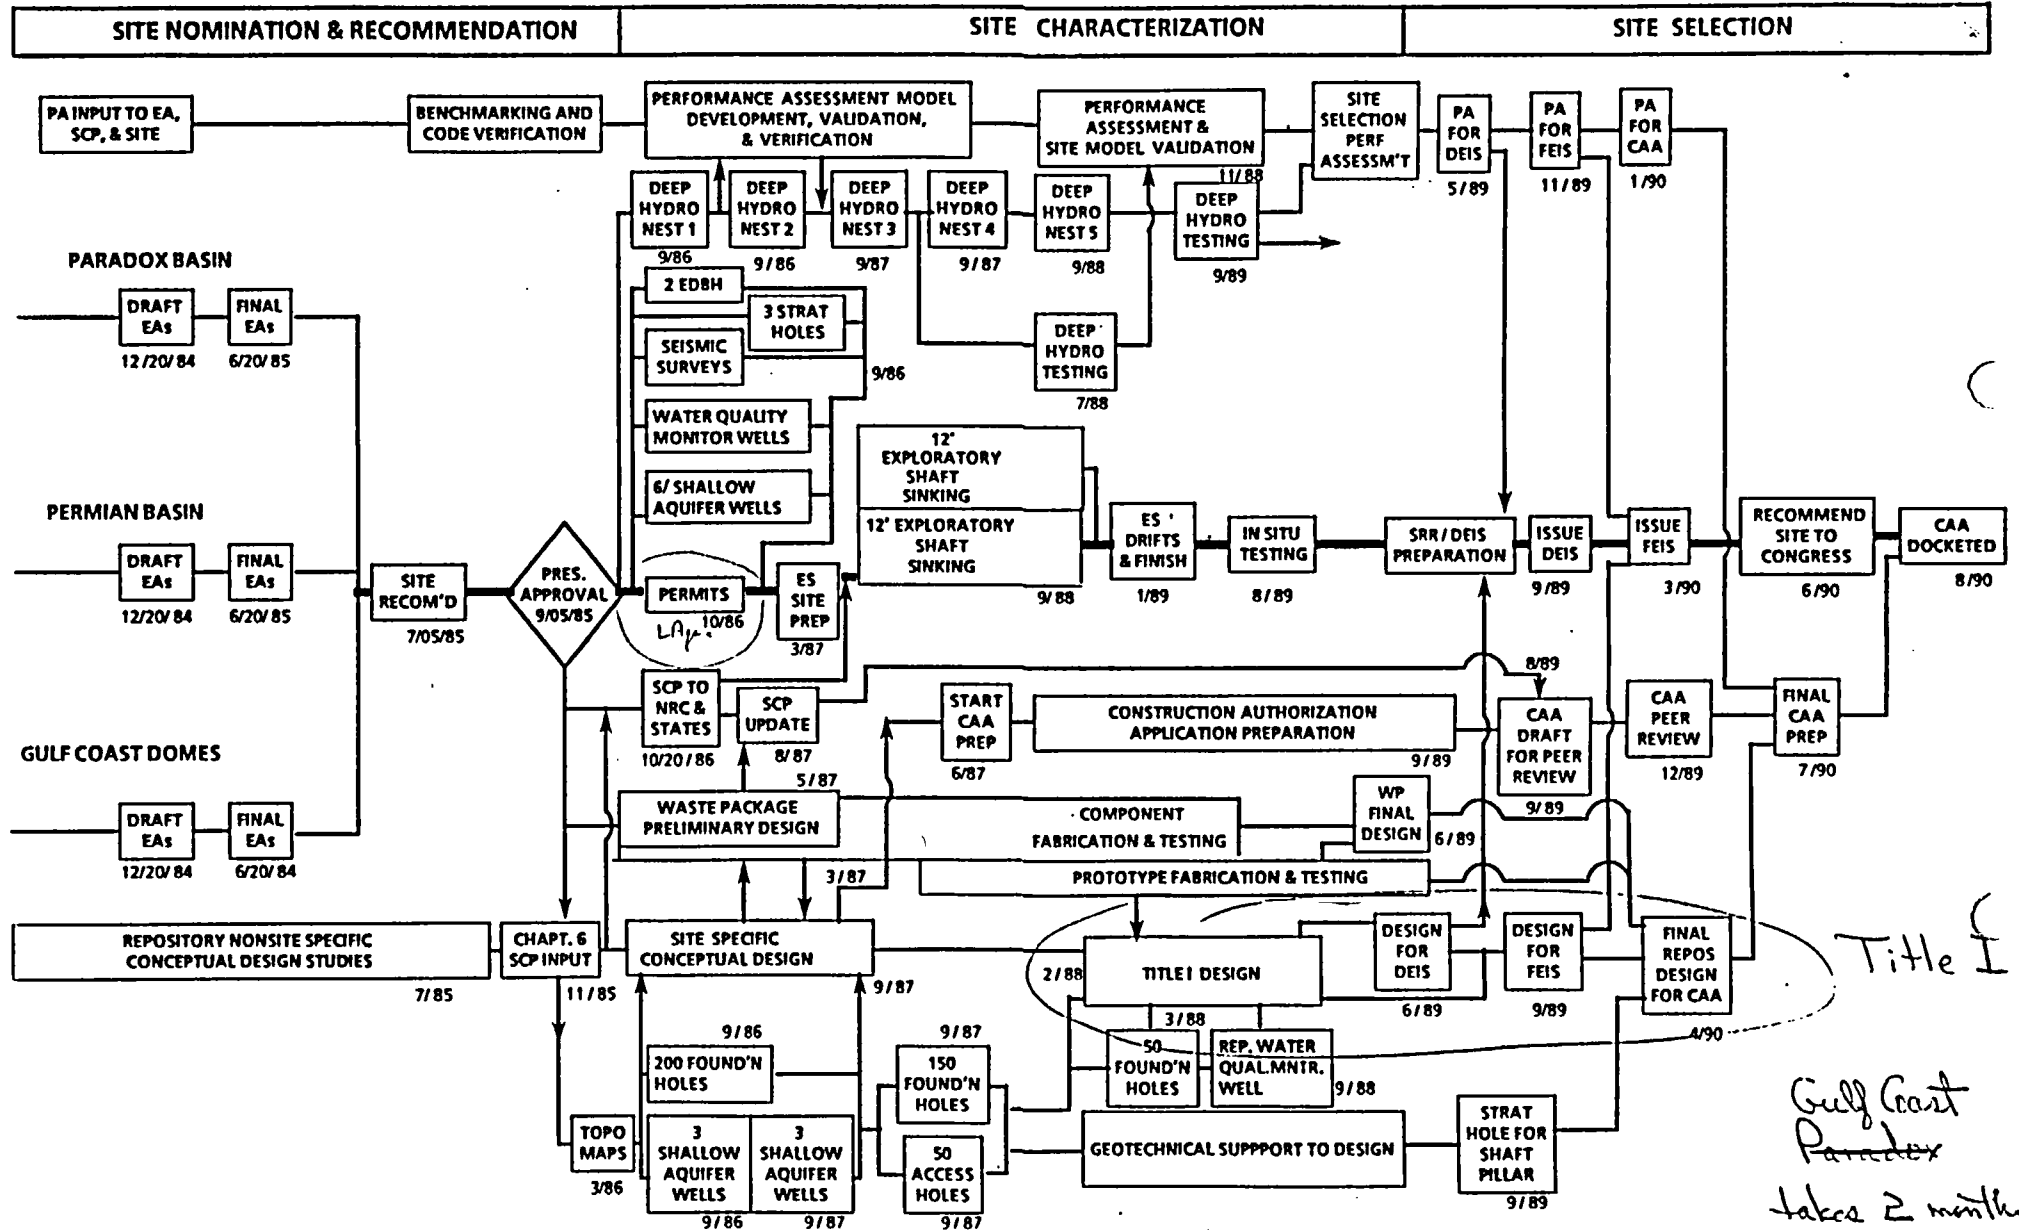 SITE NOMINATION & RECOMMENDATION
SITE CHARACTERIZATION
SITE SELECTION
PA INPUT TO EA,
SCP, & SITE
BENCHMARKING AND
CODE VERIFICATION
PERFORMANCE ASSESSMENT MODEL
DEVELOPMENT, VALIDATION,
& VERIFICATION
PERFORMANCE
ASSESSMENT &
SITE MODEL VALIDATION
11/88
SITE
SELECTION
PERF
ASSESSM'T
PA
FOR
DEIS
5/89
PA
FOR
FEIS
11/89
PA
FOR
CAA
1/90
DEEP
HYDRO
NEST 1
9/86
DEEP
HYDRO
NEST 2
9/86
DEEP
HYDRO
NEST 3
9/87
DEEP
HYDRO
NEST 4
9/87
DEEP
HYDRO
NEST 5
9/88
DEEP
HYDRO
TESTING
9/89
PARADOX BASIN
DRAFT
EAs
12/20/84
FINAL
EAs
6/20/85
2 EDBH
3 STRAT
HOLES
SEISMIC
SURVEYS
9/86
DEEP
HYDRO
TESTING
7/88
WATER QUALITY
MONITOR WELLS
6/ SHALLOW
AQUIFER WELLS
12'
EXPLORATORY
SHAFT
SINKING
12' EXPLORATORY
SHAFT
SINKING
9/88
PERMIAN BASIN
DRAFT
EAs
12/20/84
FINAL
EAs
6/20/85
SITE
RECOM'D
7/05/85
PRES.
APPROVAL
9/05/85
PERMITS
10/86
ES
SITE
PREP
3/87
ES
DRIFTS
& FINISH
1/89
IN SITU
TESTING
8/89
SRR / DEIS
PREPARATION
ISSUE
DEIS
9/89
ISSUE
FEIS
3/90
RECOMMEND
SITE TO
CONGRESS
6/90
CAA
DOCKETED
8/90
SCP TO
NRC &
STATES
10/20/86
SCP
UPDATE
8/87
START
CAA
PREP
6/87
CONSTRUCTION AUTHORIZATION
APPLICATION PREPARATION
9/89
8/89
CAA
DRAFT
FOR PEER
REVIEW
9/89
CAA
PEER
REVIEW
12/89
FINAL
CAA
PREP
7/90
GULF COAST DOMES
DRAFT
EAs
12/20/84
FINAL
EAs
6/20/84
5/87
WASTE PACKAGE
PRELIMINARY DESIGN
COMPONENT
FABRICATION & TESTING
WP
FINAL
DESIGN
6/89
PROTOTYPE FABRICATION & TESTING
3/87
REPOSITORY NONSITE SPECIFIC
CONCEPTUAL DESIGN STUDIES
7/85
CHAPT. 6
SCP INPUT
11/85
SITE SPECIFIC
CONCEPTUAL DESIGN
9/87
2/88
TITLE I DESIGN
3/88
DESIGN
FOR
DEIS
6/89
DESIGN
FOR
FEIS
9/89
FINAL
REPOS
DESIGN
FOR CAA
4/90
Title I
9/86
200 FOUND'N
HOLES
9/87
150
FOUND'N
HOLES
50
FOUND'N
HOLES
REP. WATER
QUAL.MNTR.
WELL
9/88
TOPO
MAPS
3/86
3
SHALLOW
AQUIFER
WELLS
9/86
3
SHALLOW
AQUIFER
WELLS
9/87
50
ACCESS
HOLES
9/87
GEOTECHNICAL SUPPPORT TO DESIGN
STRAT
HOLE FOR
SHAFT
PILLAR
9/89
Gulf Coast
Paradox
takes 2 months